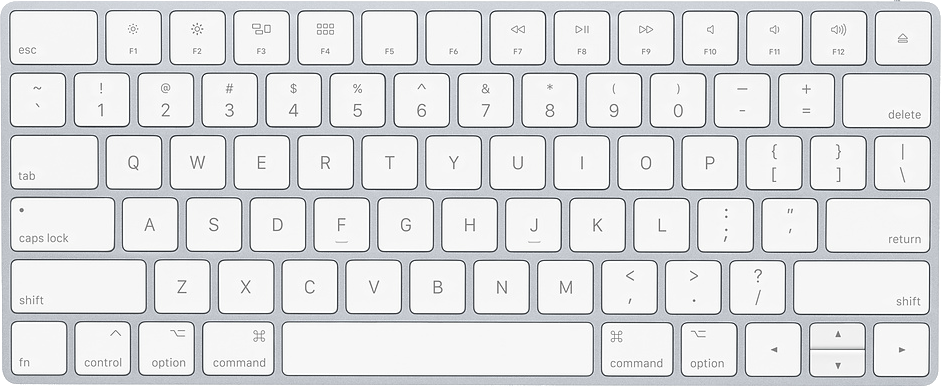 esc F1 F2 F3 F4 F5 F6 F7 F8 F9 F10 F11 F12
~ ! @ # $ % ^ & * ( ) — +
` 1 2 3 4 5 6 7 8 9 0 - = delete
tab Q W E R T Y U I O P { [ } ] | \
caps lock A S D F G H J K L : ; " ' return
shift Z X C V B N M < , > . ? / shift
fn control option command command option